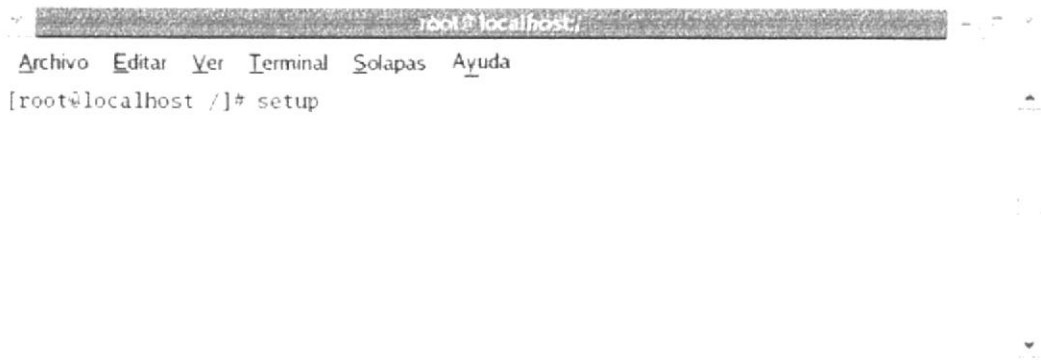 root@localhost:/
Archivo Editar Ver Terminal Solapas Ayuda
[root@localhost /]# setup